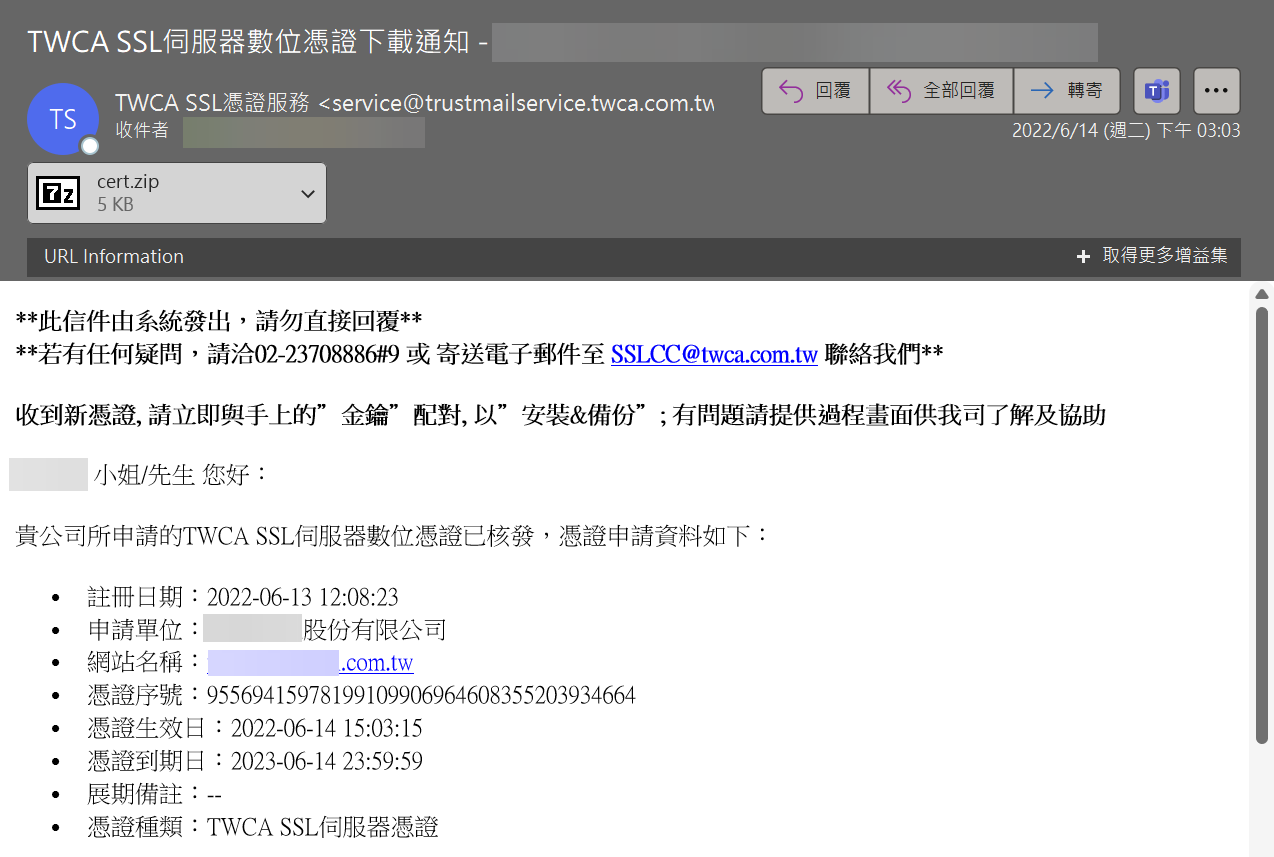 TWCA SSL伺服器數位憑證下載通知 -
TS
TWCA SSL憑證服務 <service@trustmailservice.twca.com.tw
收件者
回覆
全部回覆
轉寄
2022/6/14 (週二) 下午 03:03
cert.zip
5 KB
URL Information
+ 取得更多增益集
**此信件由系統發出，請勿直接回覆**
**若有任何疑問，請洽02-23708886#9 或 寄送電子郵件至 SSLCC@twca.com.tw 聯絡我們**
收到新憑證, 請立即與手上的”金鑰”配對, 以”安裝&備份”; 有問題請提供過程畫面供我司了解及協助
小姐/先生 您好：
貴公司所申請的TWCA SSL伺服器數位憑證已核發，憑證申請資料如下：
• 註冊日期：2022-06-13 12:08:23
• 申請單位：股份有限公司
• 網站名稱：.com.tw
• 憑證序號：95569415978199109906964608355203934664
• 憑證生效日：2022-06-14 15:03:15
• 憑證到期日：2023-06-14 23:59:59
• 展期備註：--
• 憑證種類：TWCA SSL伺服器憑證